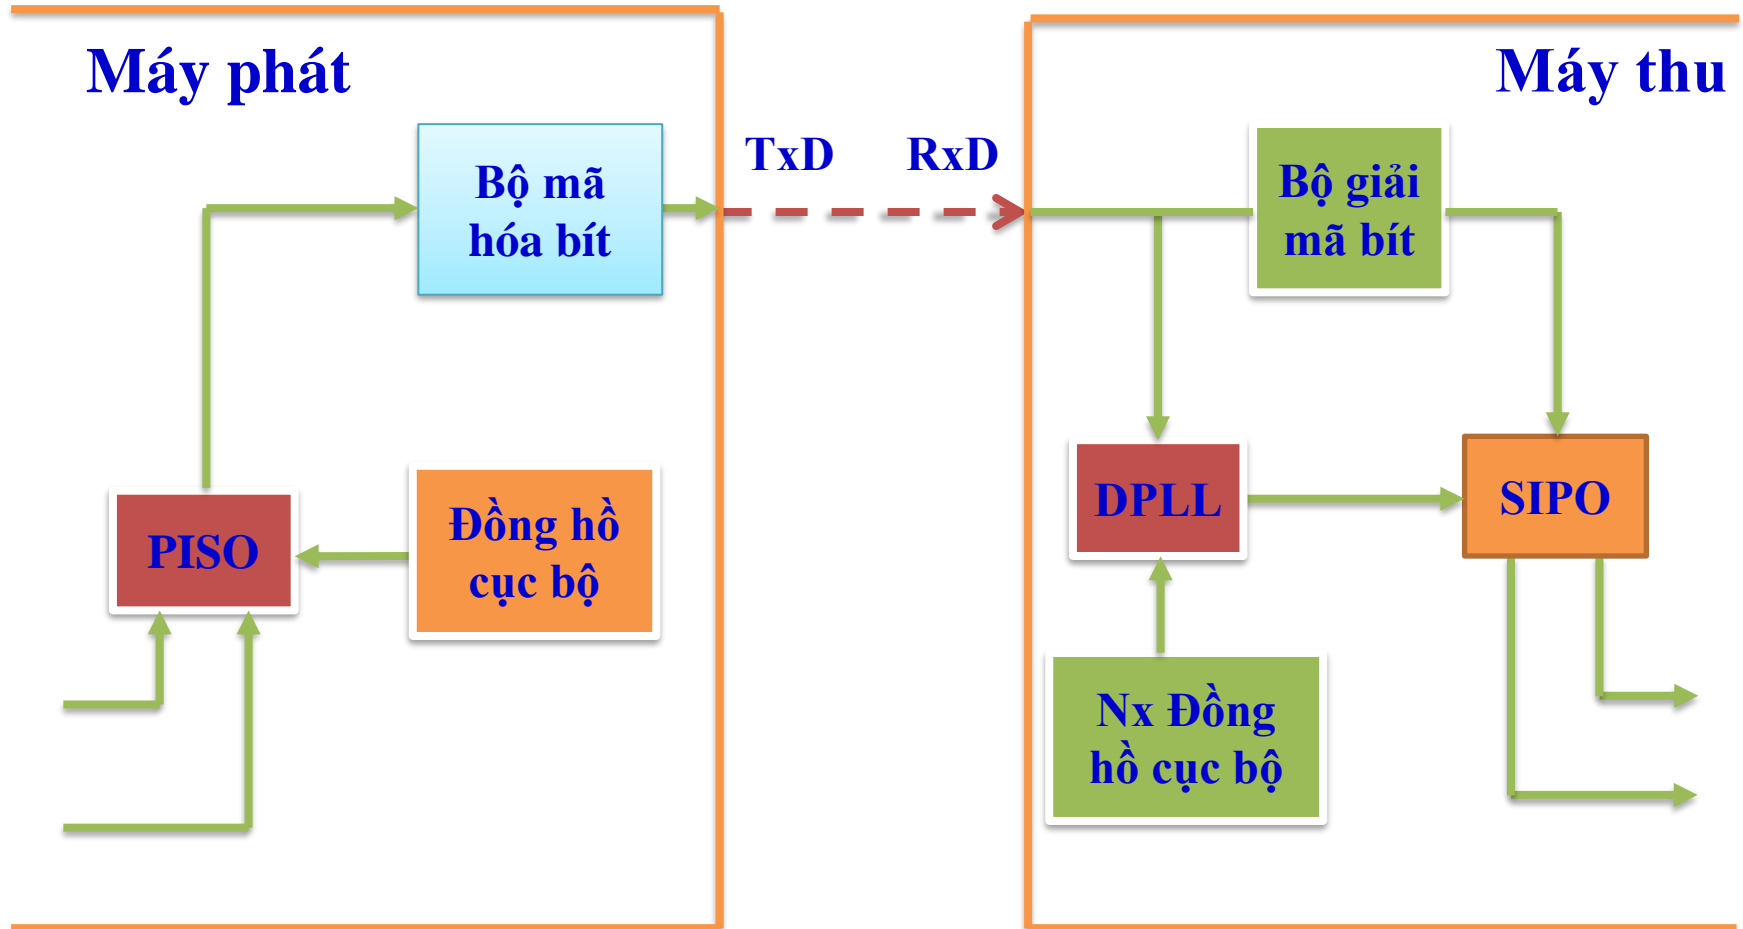 Máy phát
Máy thu
Bộ mã
hóa bít
TxD
RxD
Bộ giải
mã bít
PISO
Đồng hồ
cục bộ
DPLL
SIPO
Nx Đồng
hồ cục bộ